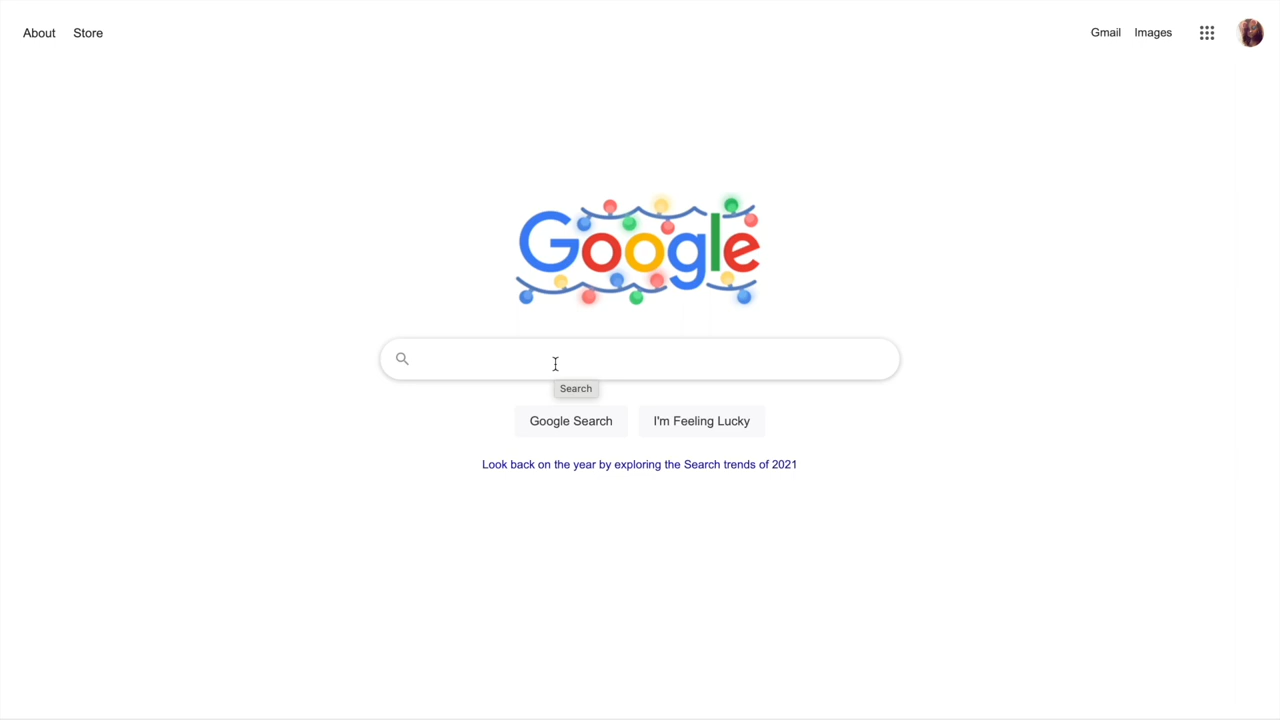 About Store
Gmail Images
Google
Search
Google Search I'm Feeling Lucky
Look back on the year by exploring the Search trends of 2021